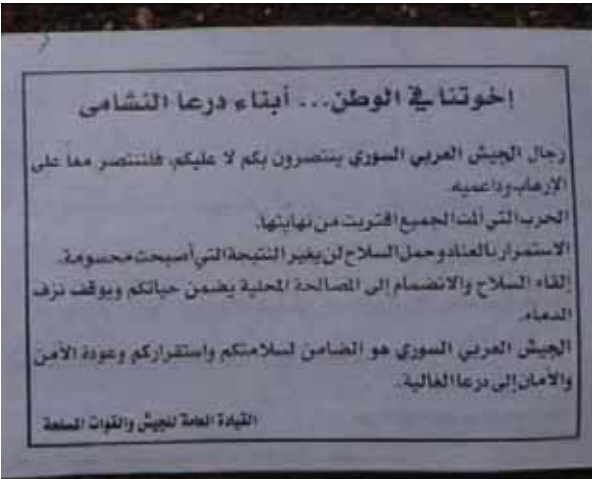 إخوتنا في الوطن... أبناء درعا النشامى
رجال الجيش العربي السوري ينتصرون بكم لا عليكم، فلننتصر معاً على
الإرهاب وداعميه.
الحرب التي آلمت الجميع اقتربت من نهايتها.
الاستمرار بالعناد وحمل السلاح لن يغير النتيجة التي أصبحت محسومة.
إلقاء السلاح والانضمام إلى المصالحة المحلية يضمن حياتكم ويوقف نزف
الدماء.
الجيش العربي السوري هو الضامن لسلامتكم واستقراركم وعودة الأمن
والأمان إلى درعا الغالية.
القيادة العامة للجيش والقوات المسلحة